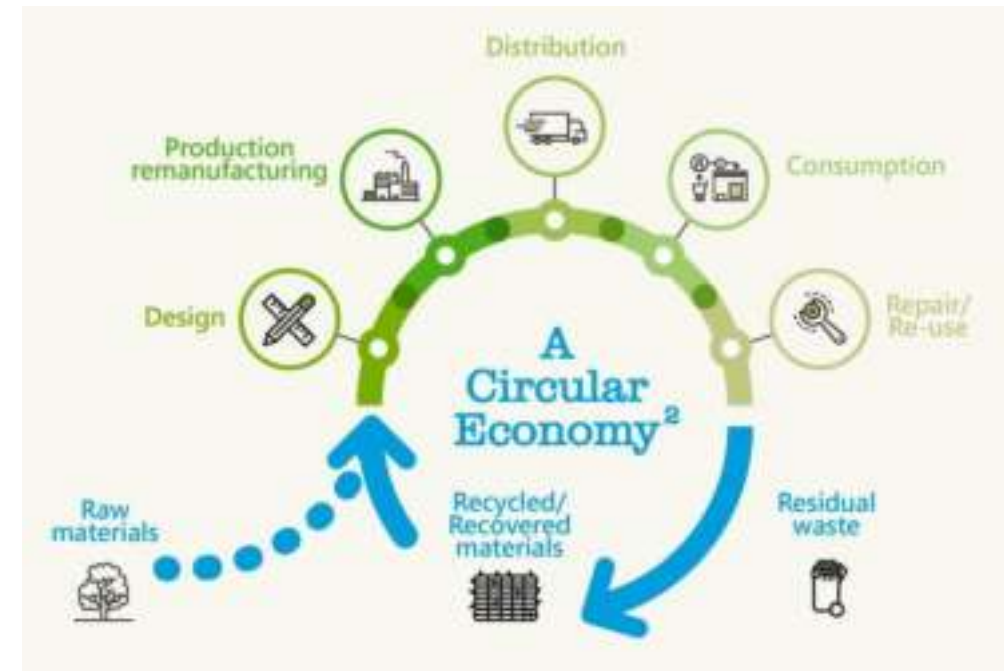 Distribution
Production
remanufacturing
Consumption
Design
Repair/
Re-use
A
Circular
Economy²
Raw
materials
Recycled/
Recovered
materials
Residual
waste